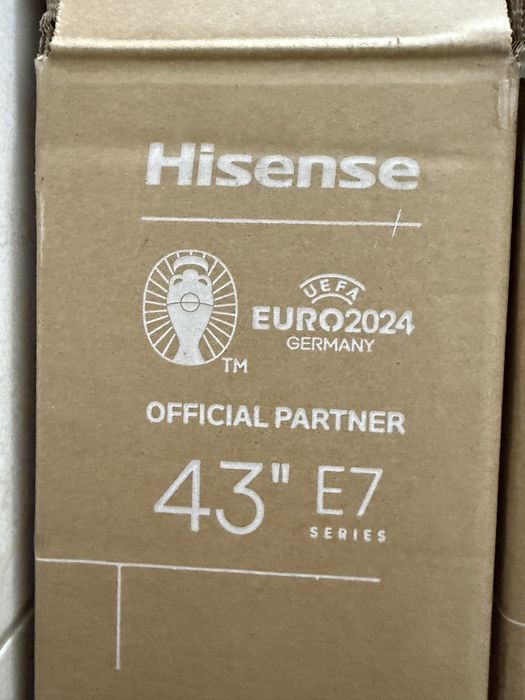 Hisense
UEFA
EURO2024
GERMANY
TM
OFFICIAL PARTNER
43" E7
SERIES